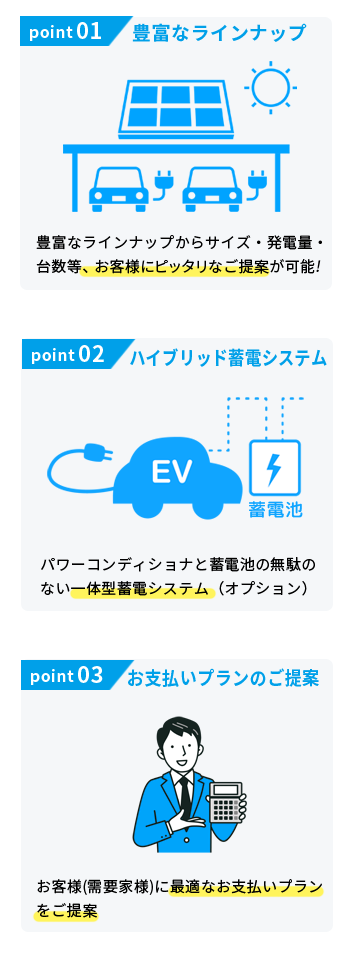 point 01 豊富なラインナップ
豊富なラインナップからサイズ・発電量・
台数等、お客様にピッタリなご提案が可能!
point 02 ハイブリッド蓄電システム
EV
蓄電池
パワーコンディショナと蓄電池の無駄の
ない一体型蓄電システム（オプション）
point 03 お支払いプランのご提案
お客様(需要家様)に最適なお支払いプラン
をご提案